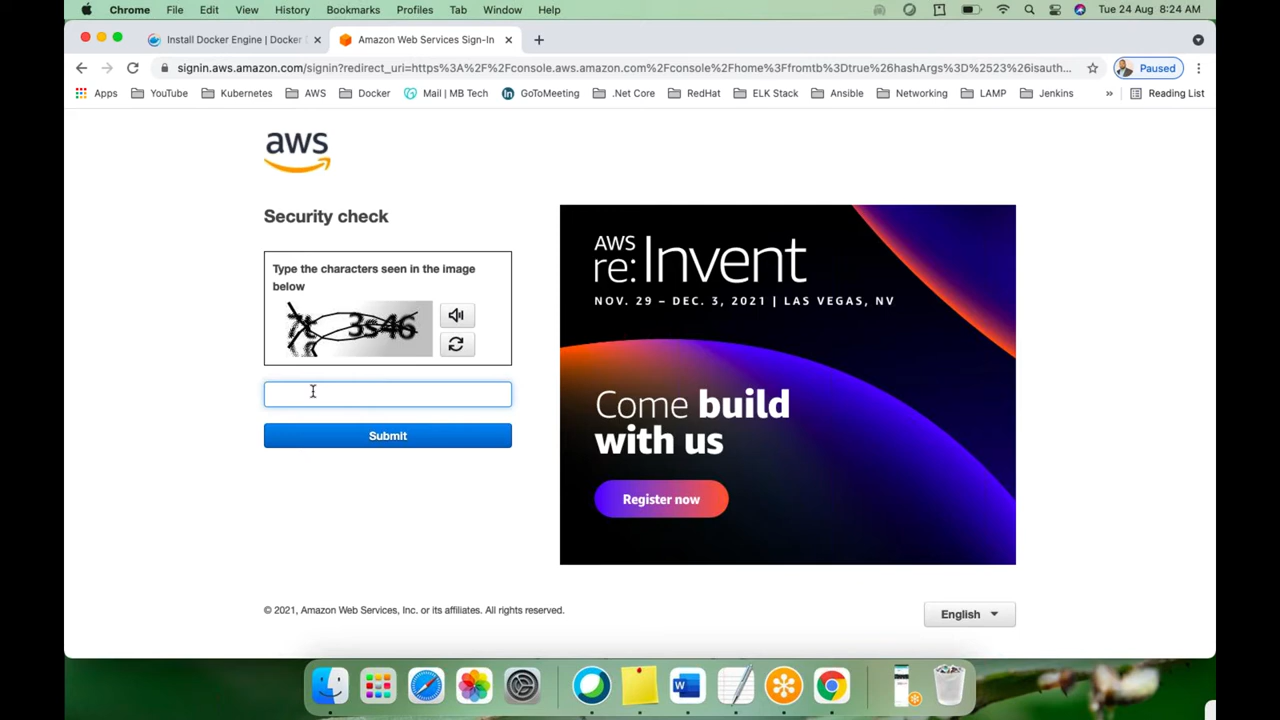 Chrome File Edit View History Bookmarks Profiles Tab Window Help Tue 24 Aug 8:24 AM
Install Docker Engine | Docker Amazon Web Services Sign-In
signin.aws.amazon.com/signin?redirect_uri=https%3A%2F%2Fconsole.aws.amazon.com%2Fconsole%2Fhome%3Ffromtb%3Dtrue%26hashArgs%3D%2523%26isauth... Paused
Apps YouTube Kubernetes AWS Docker Mail | MB Tech GoToMeeting .Net Core RedHat ELK Stack Ansible Networking LAMP Jenkins » Reading List
aws
Security check
Type the characters seen in the image
below
Submit
AWS
re:Invent
NOV. 29 – DEC. 3, 2021 | LAS VEGAS, NV
Come build
with us
Register now
© 2021, Amazon Web Services, Inc. or its affiliates. All rights reserved.
English